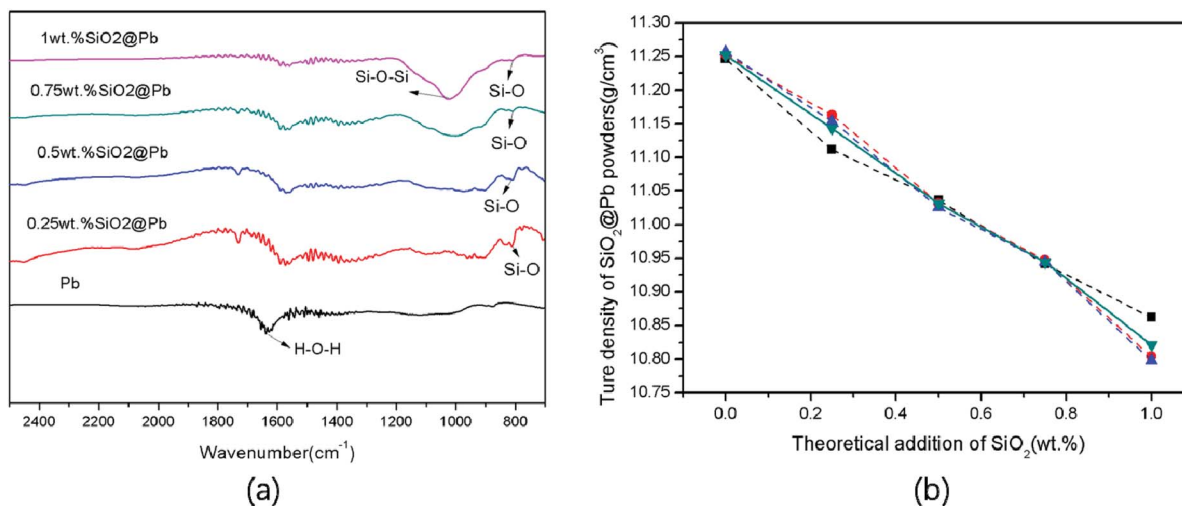 1wt.%SiO2@Pb
Si-O-Si
Si-O
0.75wt.%SiO2@Pb
Si-O
0.5wt.%SiO2@Pb
Si-O
0.25wt.%SiO2@Pb
Si-O
Pb
H-O-H
2400 2200 2000 1800 1600 1400 1200 1000 800
Wavenumber(cm⁻¹)
(a)
Ture density of SiO₂@Pb powders(g/cm³)
11.30
11.25
11.20
11.15
11.10
11.05
11.00
10.95
10.90
10.85
10.80
10.75
0.0 0.2 0.4 0.6 0.8 1.0
Theoretical addition of SiO₂(wt.%)
(b)